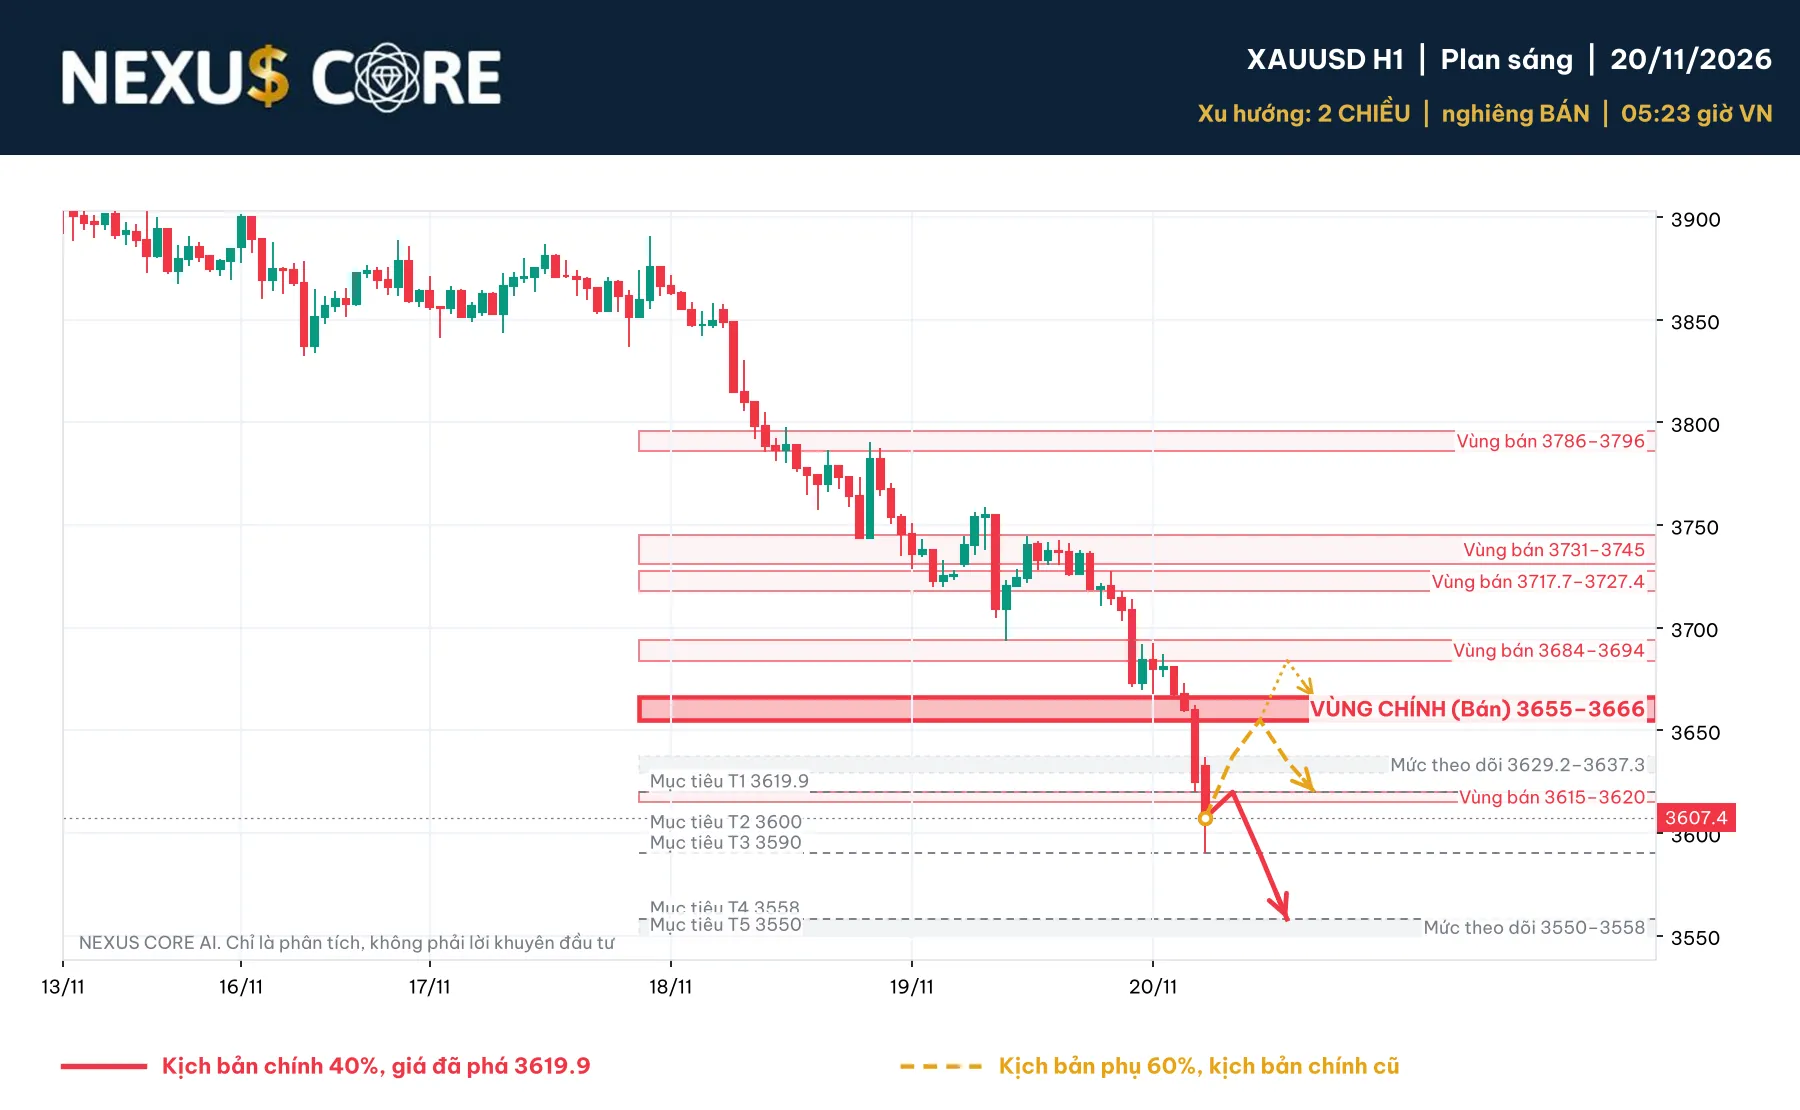 NEXU$ CORE
XAUUSD H1 | Plan sáng | 20/11/2026
Xu hướng: 2 CHIỀU | nghiêng BÁN | 05:23 giờ VN
3900
3850
3800
Vùng bán 3786–3796
3750
Vùng bán 3731–3745
Vùng bán 3717.7–3727.4
3700
Vùng bán 3684–3694
VÙNG CHÍNH (Bán) 3655–3666
3650
Mức theo dõi 3629.2–3637.3
Mục tiêu T1 3619.9
Vùng bán 3615–3620
3607.4
Mục tiêu T2 3600
3600
Mục tiêu T3 3590
Mục tiêu T4 3558
Mục tiêu T5 3550
Mức theo dõi 3550–3558
3550
NEXUS CORE AI. Chỉ là phân tích, không phải lời khuyên đầu tư
13/11 16/11 17/11 18/11 19/11 20/11
Kịch bản chính 40%, giá đã phá 3619.9
Kịch bản phụ 60%, kịch bản chính cũ